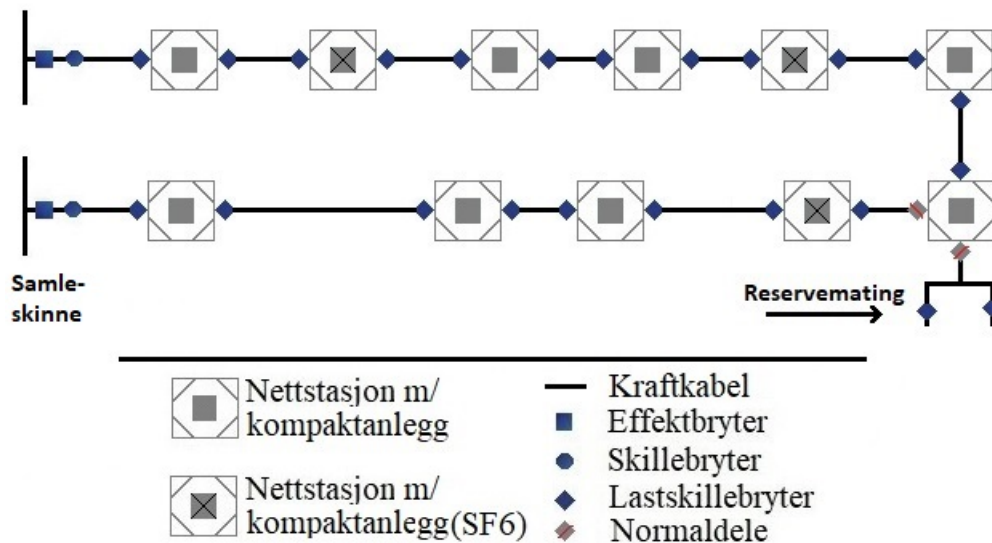 Samle-
skinne
Reservemating
Nettstasjon m/
kompaktanlegg
Nettstasjon m/
kompaktanlegg(SF6)
Kraftkabel
Effektbryter
Skillebryter
Lastskillebryter
Normaldele